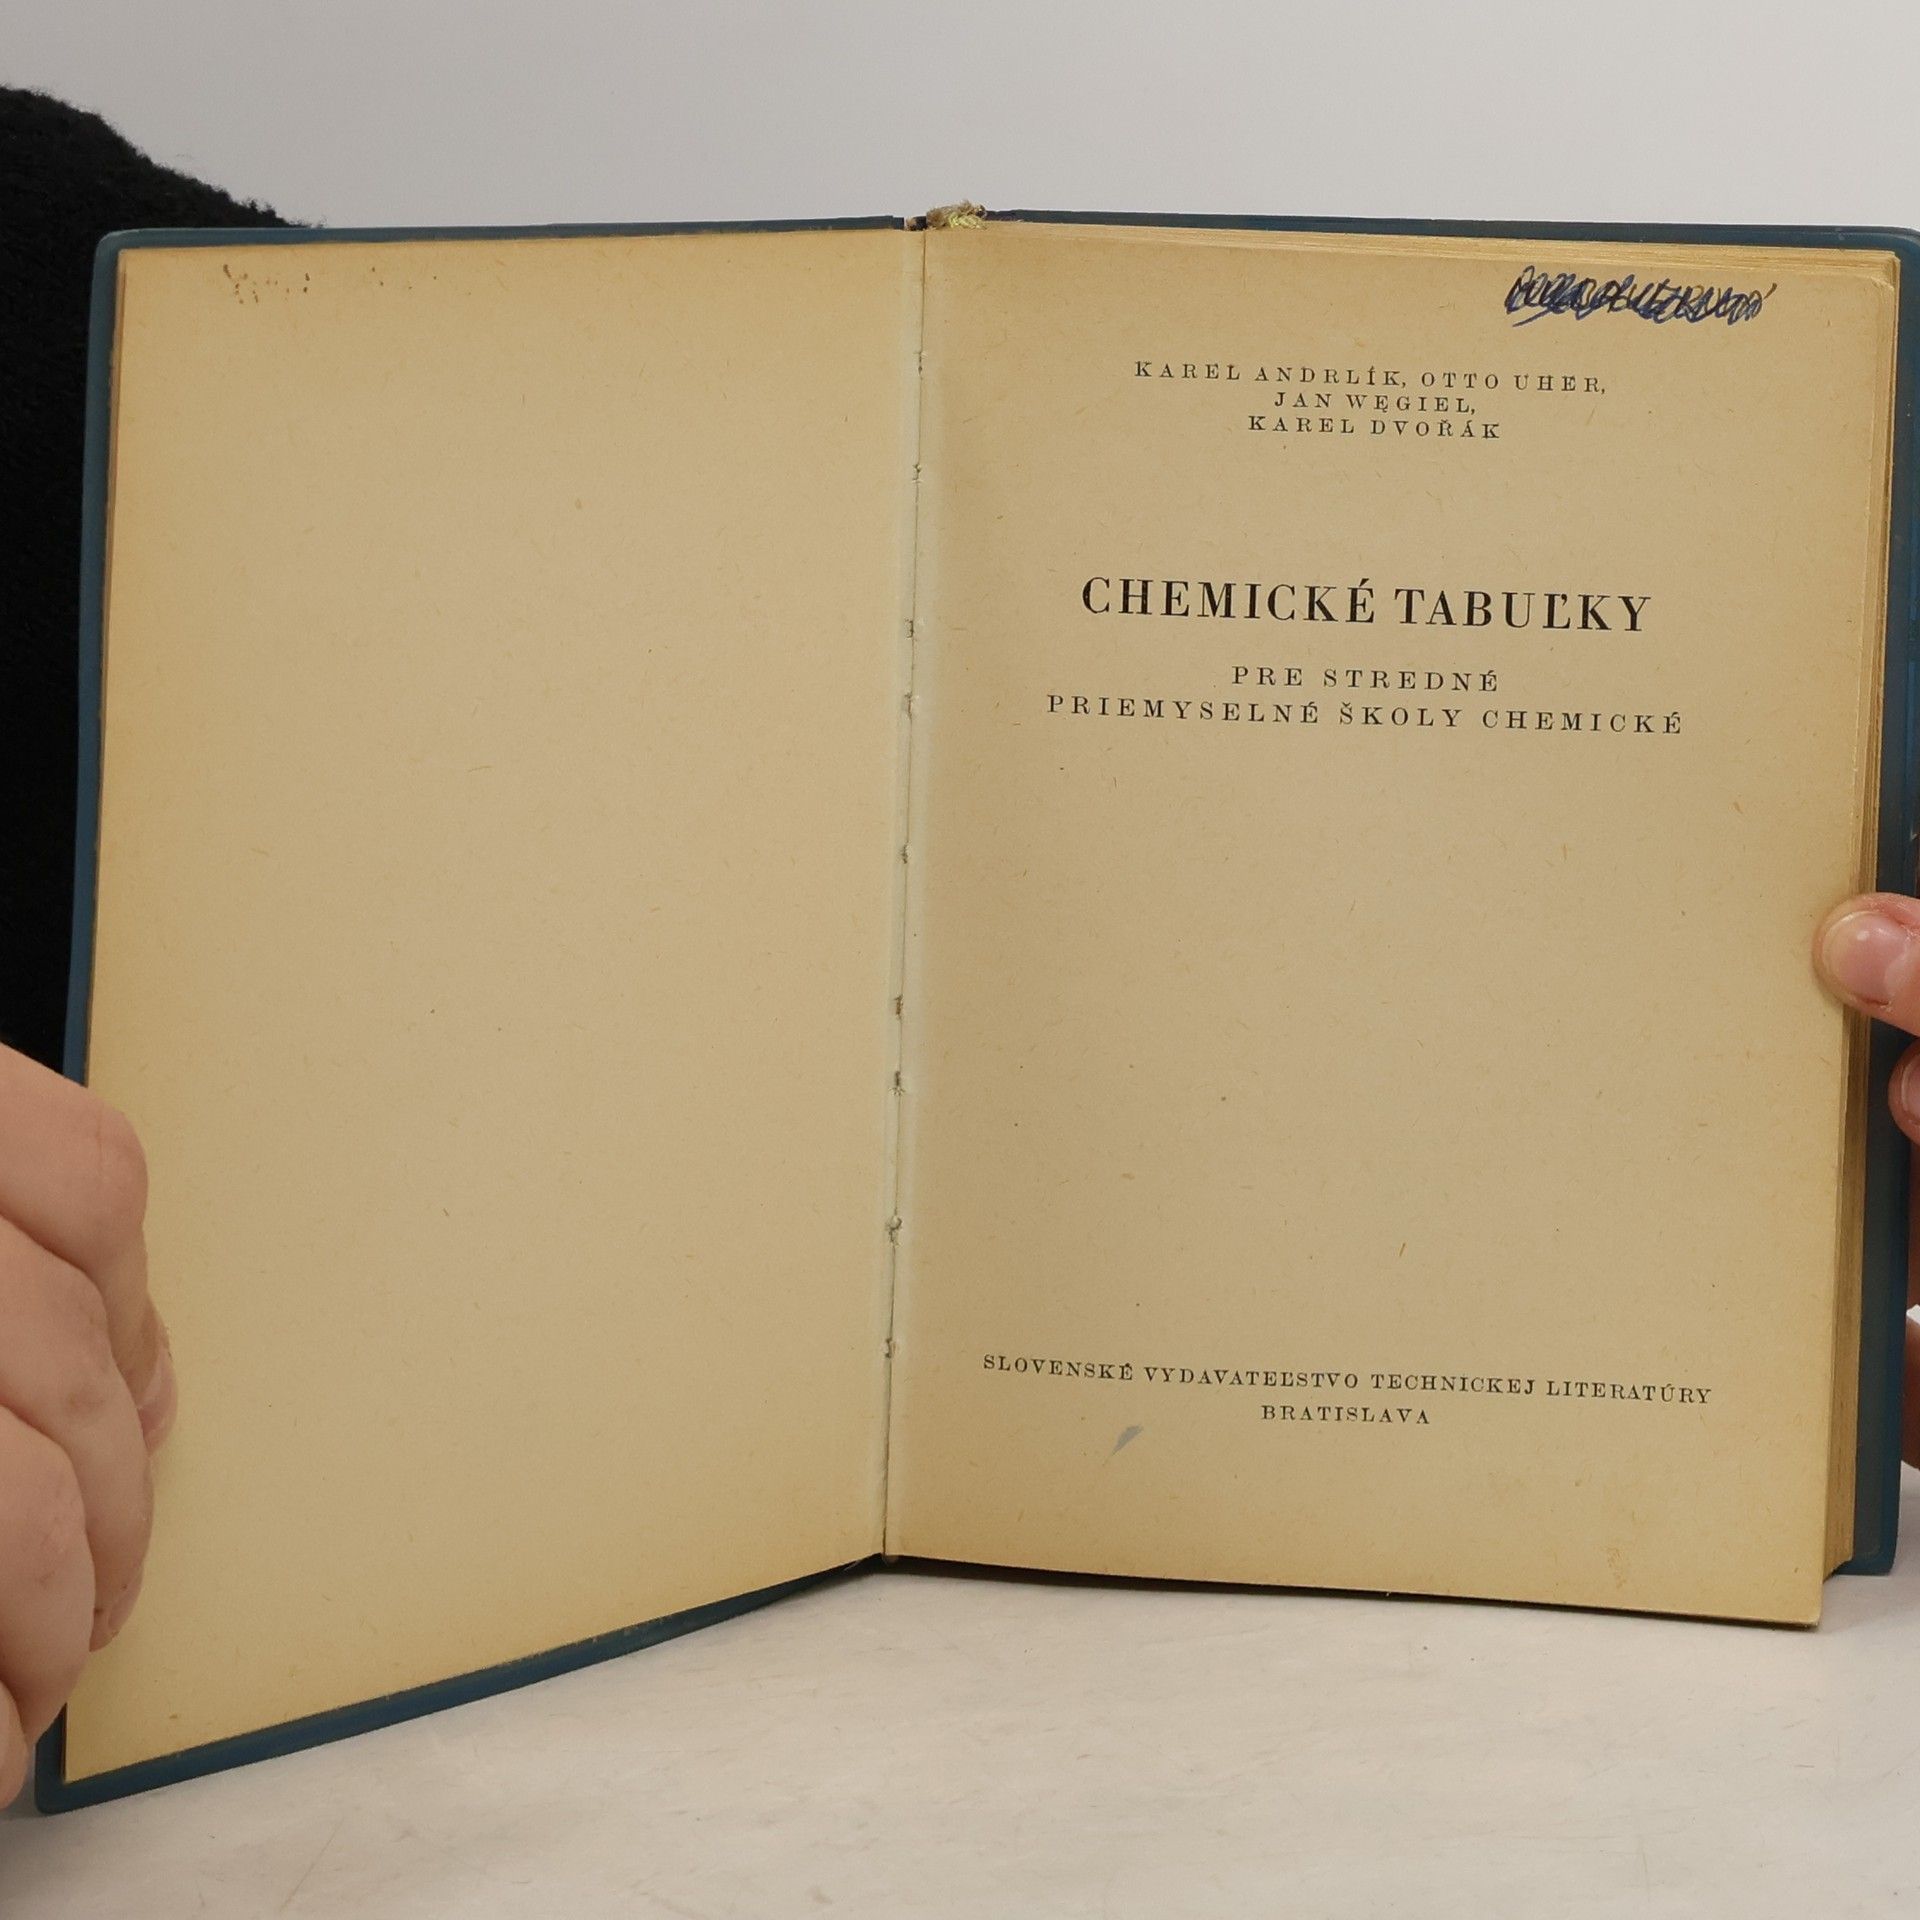 KAREL ANDRLÍK, OTTO UHER,
JAN WĘGIEL,
KAREL DVOŘÁK
CHEMICKÉ TABUĽKY
PRE STREDNÉ
PRIEMYSELNÉ ŠKOLY CHEMICKÉ
SLOVENSKÉ VYDAVATEĽSTVO TECHNICKEJ LITERATÚRY
BRATISLAVA